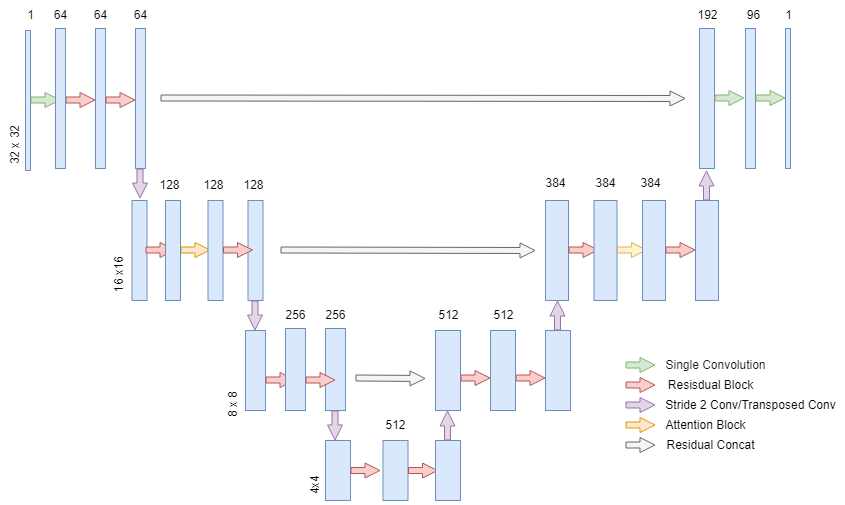 1 64 64 64 192 96 1
32 x 32
128 128 128 384 384 384
16 x16
256 256 512 512
8 x 8
512
4x4
Single Convolution
Resisdual Block
Stride 2 Conv/Transposed Conv
Attention Block
Residual Concat